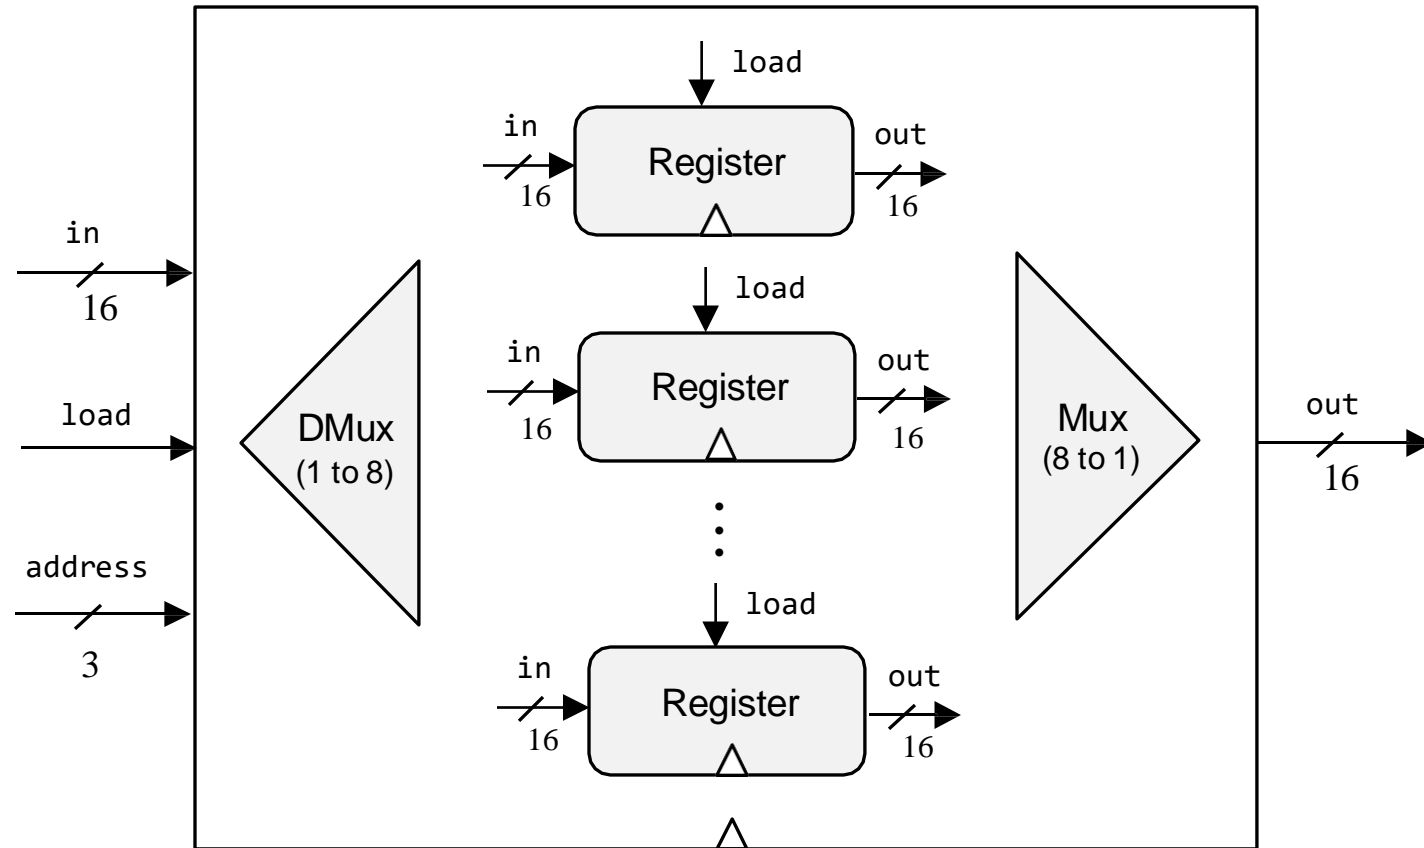 load
in
Register
out
16
16
in
16
load
in
Register
out
16
16
load
DMux
(1 to 8)
Mux
(8 to 1)
out
16
address
3
load
in
Register
out
16
16